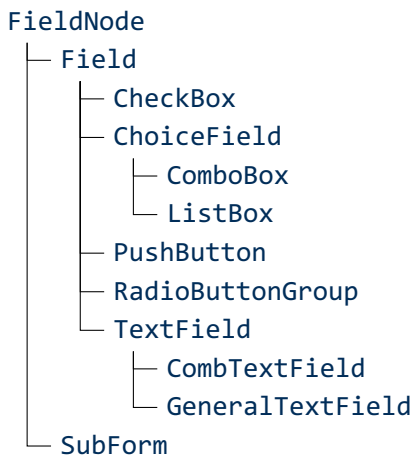 FieldNode
Field
CheckBox
ChoiceField
ComboBox
ListBox
PushButton
RadioButtonGroup
TextField
CombTextField
GeneralTextField
SubForm